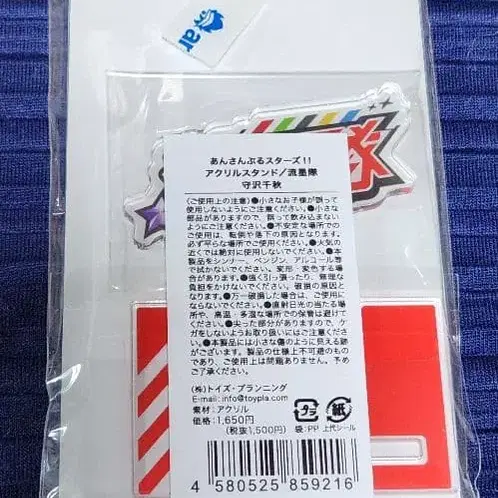 ar
隊
あんさんぶるスターズ!!
アクリルスタンド/流星隊
守沢千秋
〈ご使用上の注意〉●小さなお子様が誤って
使用しないようにご注意ください。●小さい
部品がありますので、誤って飲み込まない
ようにご注意ください。●不安定な場所での
ご使用は、転倒や落下の原因となります。
必ず平らな場所でご使用ください。●火気の
近くでは絶対に使用しないでください。●本
製品をシンナー、ベンジン、アルコール等
で拭かないでください。変形・変色する場
合があります。●強く引っ張ったり、無理な
負担をかけないでください。破損の原因と
なります。●万一破損した場合は、ご使用に
ならないでください。●直射日光の当たる場
所や、高温・多湿な場所での保管は避けて
ください。●尖った部分がありますので、ケ
ガをしないようお取り扱いにはご注意くださ
い。●本製品には小さな傷のように見える跡
がございます。製品の仕様上不可避のもので
あり、ご使用上は問題ありません。予め
ご了承ください。
(株)トイズ・プランニング
E-mail: info@toypla.com
素材:アクリル
価格:1,650円
(税抜1,500円)
プラ
紙
袋:PP 上代シール
4 580525 859216